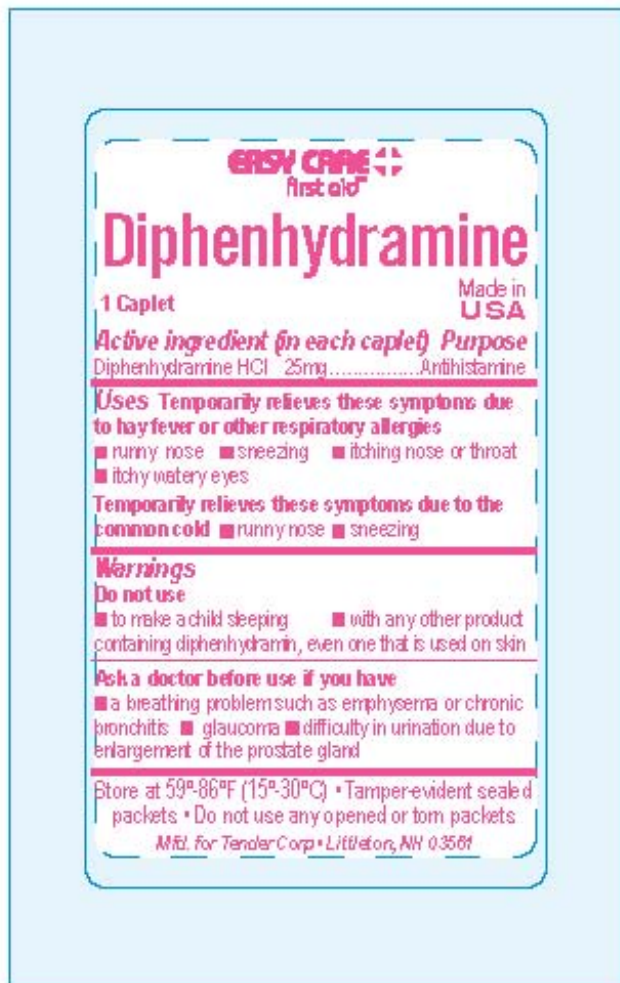 EASY CARE
first aid™
Diphenhydramine
1 Caplet
Made in
USA
Active ingredient (in each caplet) Purpose
Diphenhydramine HCl 25mg................Antihistamine
Uses Temporarily relieves these symptoms due
to hay fever or other respiratory allergies
■ runny nose ■ sneezing ■ itching nose or throat
■ itchy watery eyes
Temporarily relieves these symptoms due to the
common cold ■ runny nose ■ sneezing
Warnings
Do not use
■ to make a child sleeping ■ with any other product
containing diphenhydramin, even one that is used on skin
Ask a doctor before use if you have
■ a breathing problem such as emphysema or chronic
bronchitis ■ glaucoma ■ difficulty in urination due to
enlargement of the prostate gland
Store at 59º-86ºF (15º-30ºC) • Tamper-evident sealed
packets • Do not use any opened or torn packets
Mfd. for Tender Corp • Littleton, NH 03561